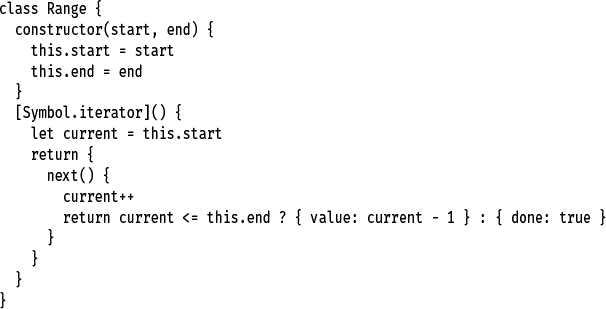 class Range {
  constructor(start, end) {
    this.start = start
    this.end = end
  }
  [Symbol.iterator]() {
    let current = this.start
    return {
      next() {
        current++
        return current <= this.end ? { value: current - 1 } : { done: true }
      }
    }
  }
}